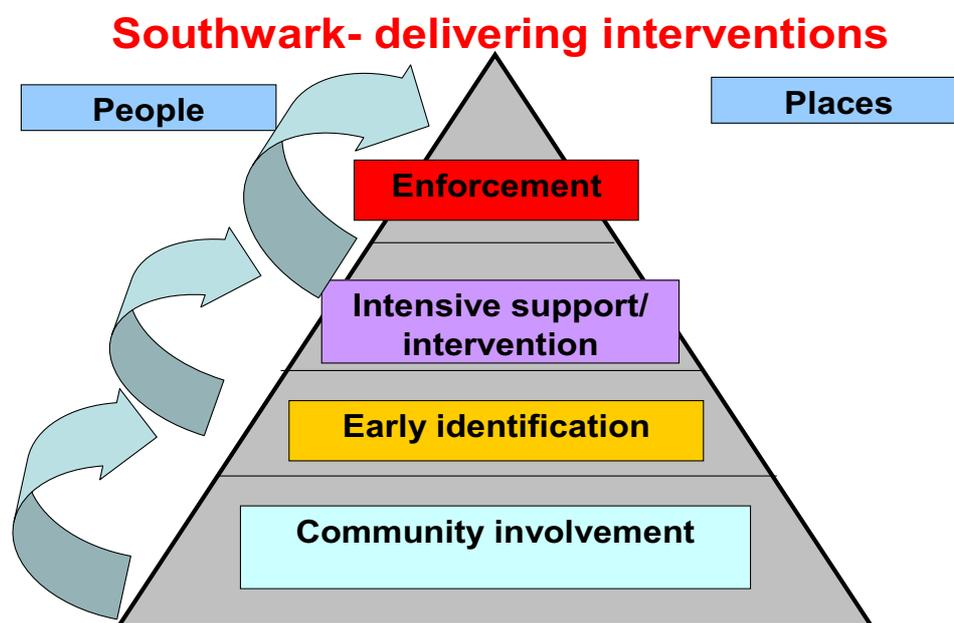 Southwark- delivering interventions
People
Places
Enforcement
Intensive support/
intervention
Early identification
Community involvement